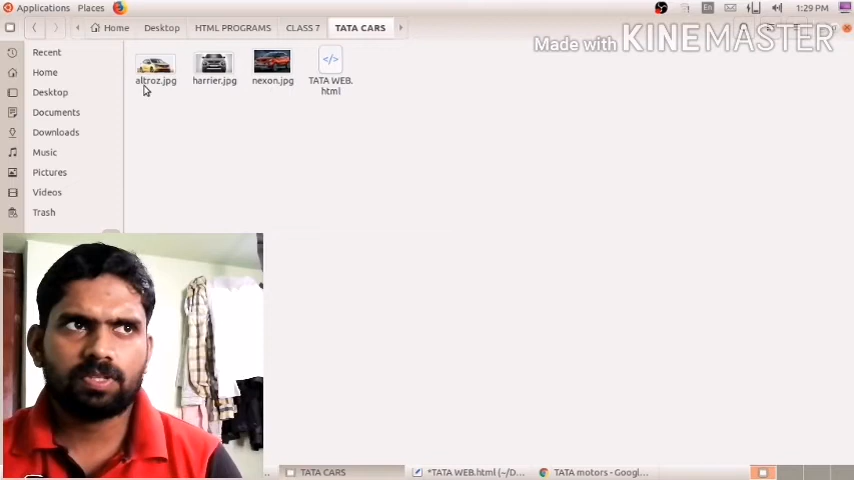 Applications Places En 1:29 PM
Home Desktop HTML PROGRAMS CLASS 7 TATA CARS
Made with KINEMASTER
Recent
Home
Desktop
Documents
Downloads
Music
Pictures
Videos
Trash
altroz.jpg harrier.jpg nexon.jpg TATA WEB.
html
TATA CARS *TATA WEB.html (~/D... TATA motors - Googl...